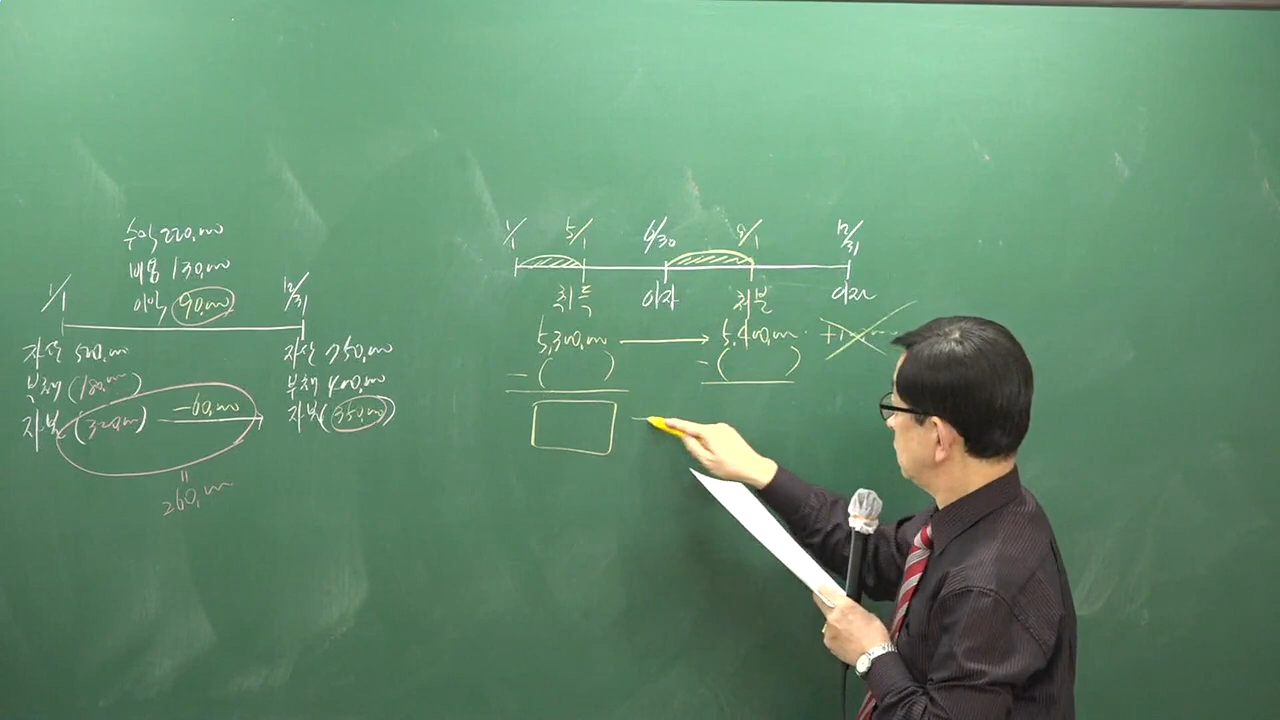 수익 220,000
비용 130,000
이익 90,000
1/1
12/31
자산 500,000
부채 (180,000)
자본 (320,000)
-60,000
=
260,000
자산 750,000
부채 400,000
자본 (350,000)
1/1 5/1 6/30 9/1 12/31
취득 이자 처분 이자
5,300,000 → 5,400,000
- ( ) - ( )